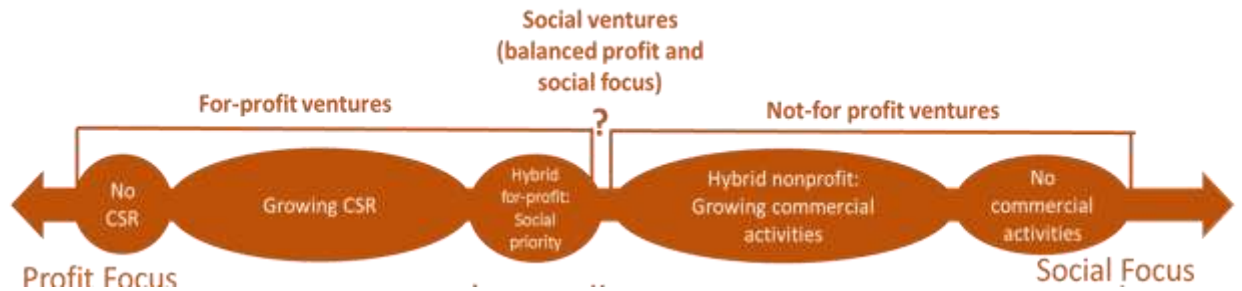 Social ventures
(balanced profit and
social focus)
For-profit ventures
?
Not-for profit ventures
No
CSR
Growing CSR
Hybrid
for-profit:
Social
priority
Hybrid nonprofit:
Growing commercial
activities
No
commercial
activities
Profit Focus
Social Focus